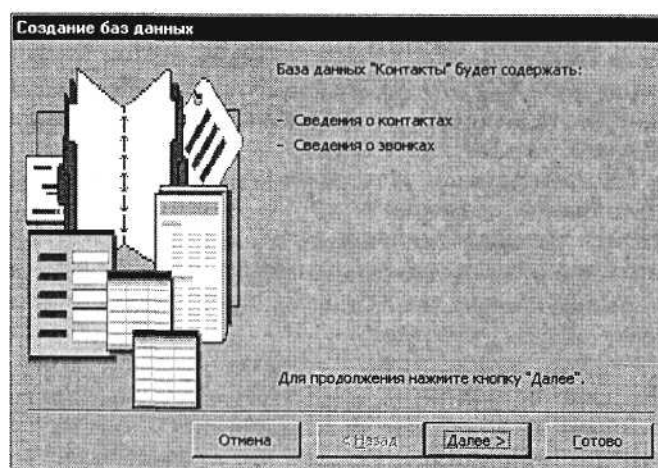 Создание баз данных
База данных "Контакты" будет содержать:
- Сведения о контактах
- Сведения о звонках
Для продолжения нажмите кнопку "Далее".
Отмена
< Назад
Далее >
Готово